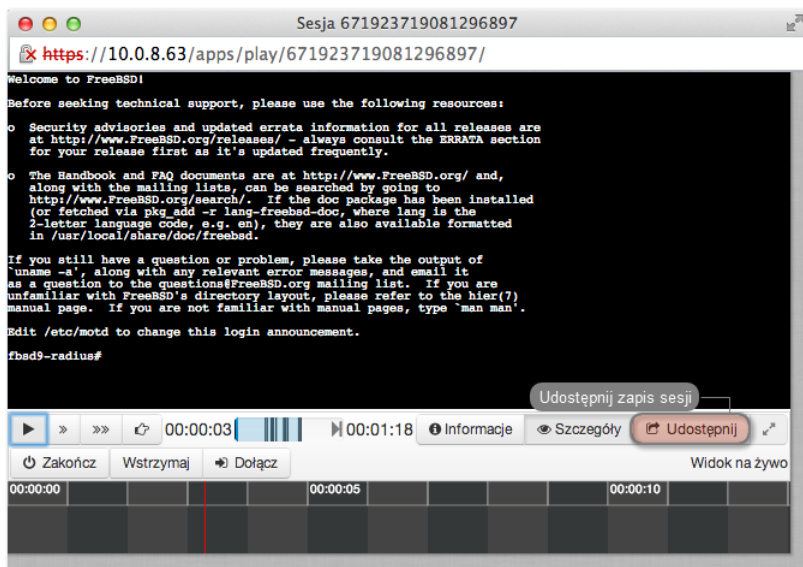 Sesja 671923719081296897
https://10.0.8.63/apps/play/671923719081296897/
Welcome to FreeBSD!
Before seeking technical support, please use the following resources:
o Security advisories and updated errata information for all releases are
at http://www.FreeBSD.org/releases/ - always consult the ERRATA section
for your release first as it's updated frequently.
o The Handbook and FAQ documents are at http://www.FreeBSD.org/ and,
along with the mailing lists, can be searched by going to
http://www.FreeBSD.org/search/. If the doc package has been installed
(or fetched via pkg_add -r lang-freebsd-doc, where lang is the
2-letter language code, e.g. en), they are also available formatted
in /usr/local/share/doc/freebsd.
If you still have a question or problem, please take the output of
`uname -a', along with any relevant error messages, and email it
as a question to the questions@FreeBSD.org mailing list. If you are
unfamiliar with FreeBSD's directory layout, please refer to the hier(7)
manual page. If you are not familiar with manual pages, type `man man'.
Edit /etc/motd to change this login announcement.
fbsd9-radius#
Udostępnij zapis sesji
00:00:03 00:01:18 Informacje Szczegóły Udostępnij
Zakończ Wstrzymaj Dołącz Widok na żywo
00:00:00 00:00:05 00:00:10